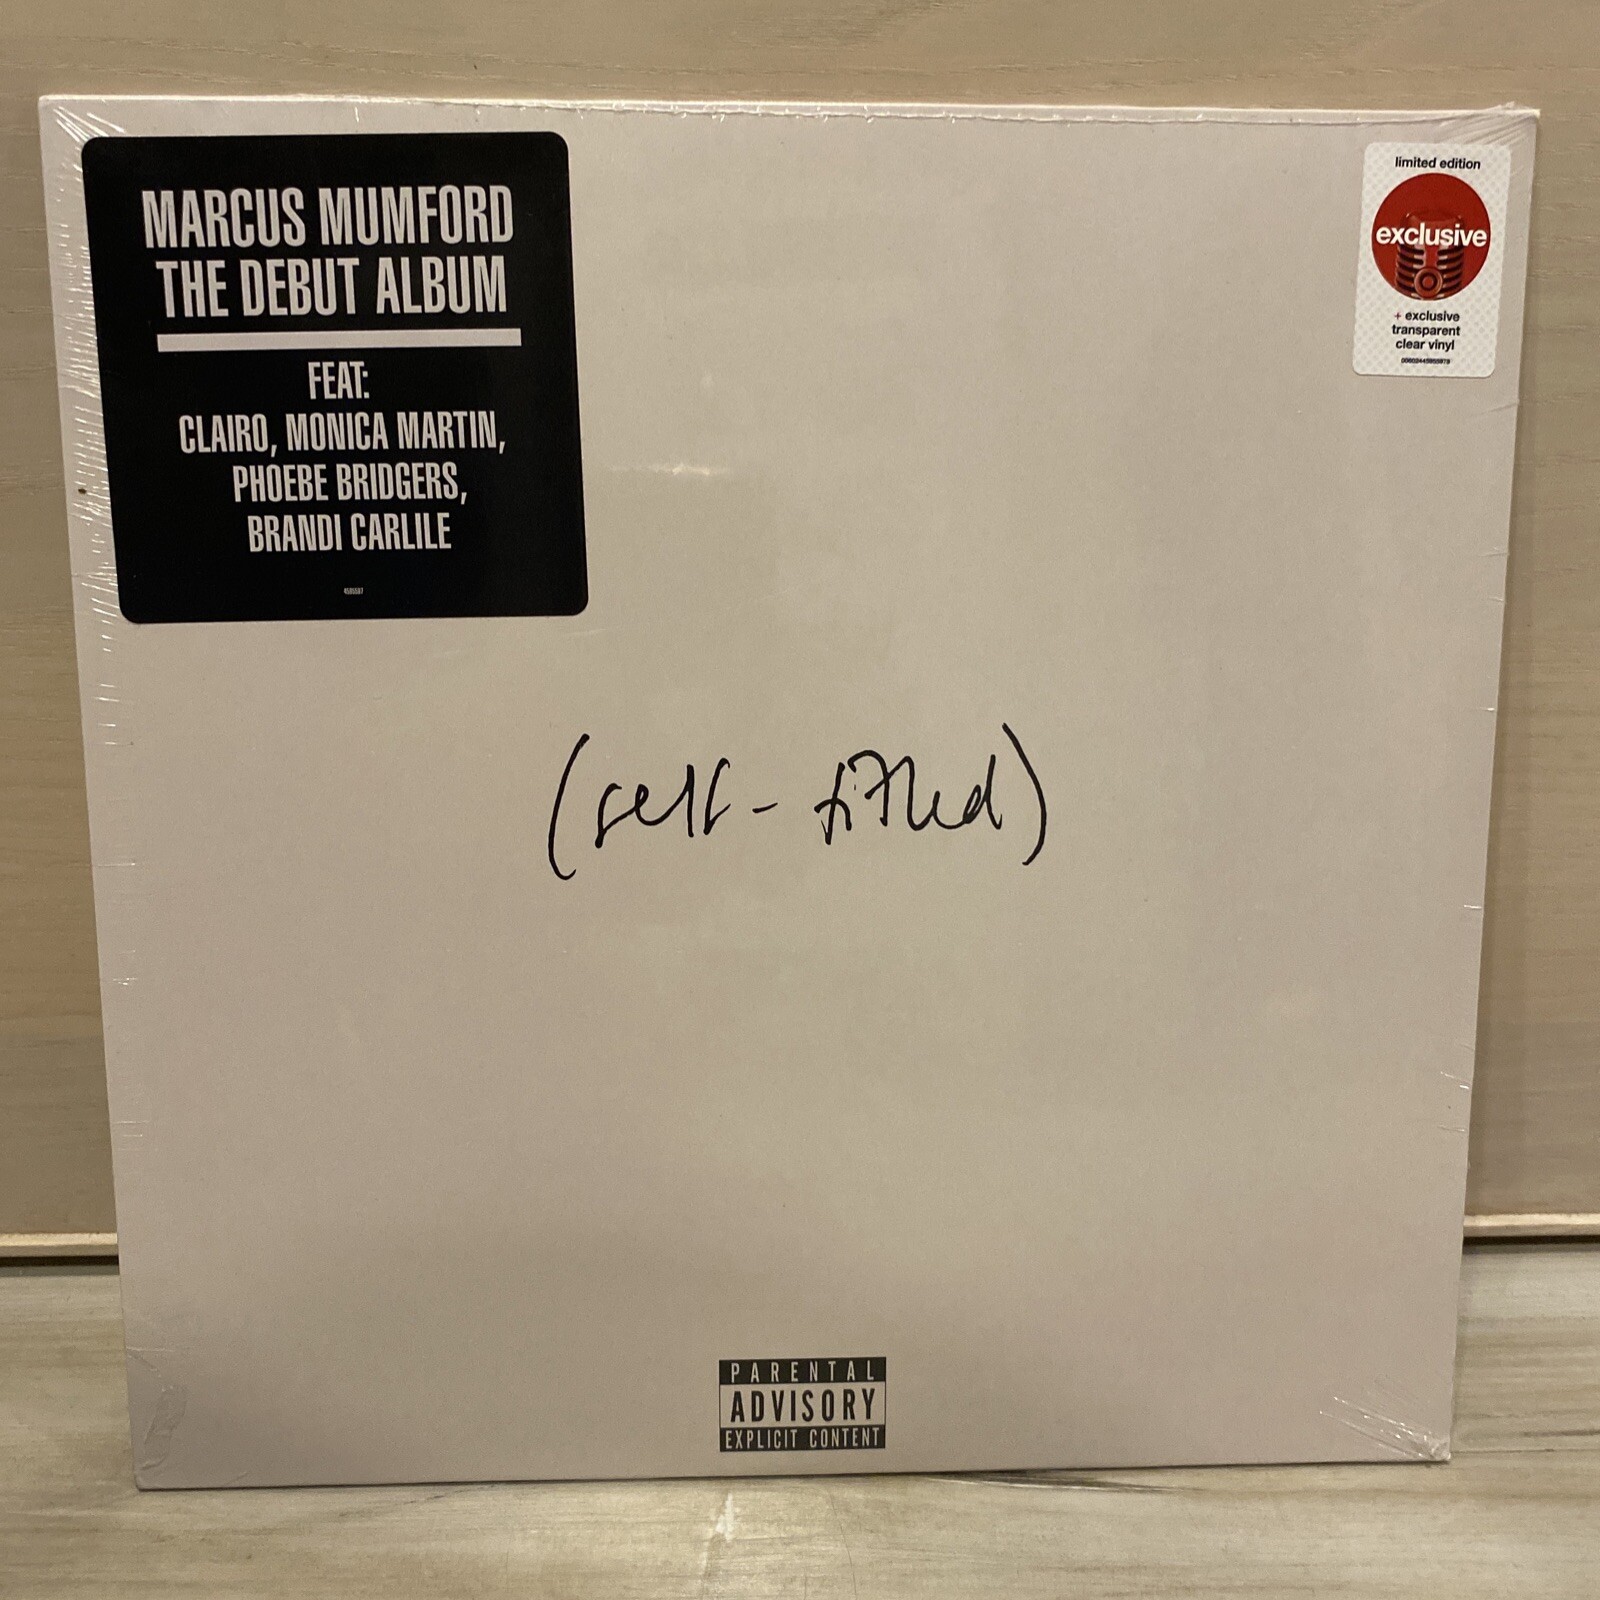 MARCUS MUMFORD
THE DEBUT ALBUM
FEAT:
CLAIRO, MONICA MARTIN,
PHOEBE BRIDGERS,
BRANDI CARLILE
limited edition
exclusive
+ exclusive
transparent
clear vinyl
(self-titled)
PARENTAL
ADVISORY
EXPLICIT CONTENT